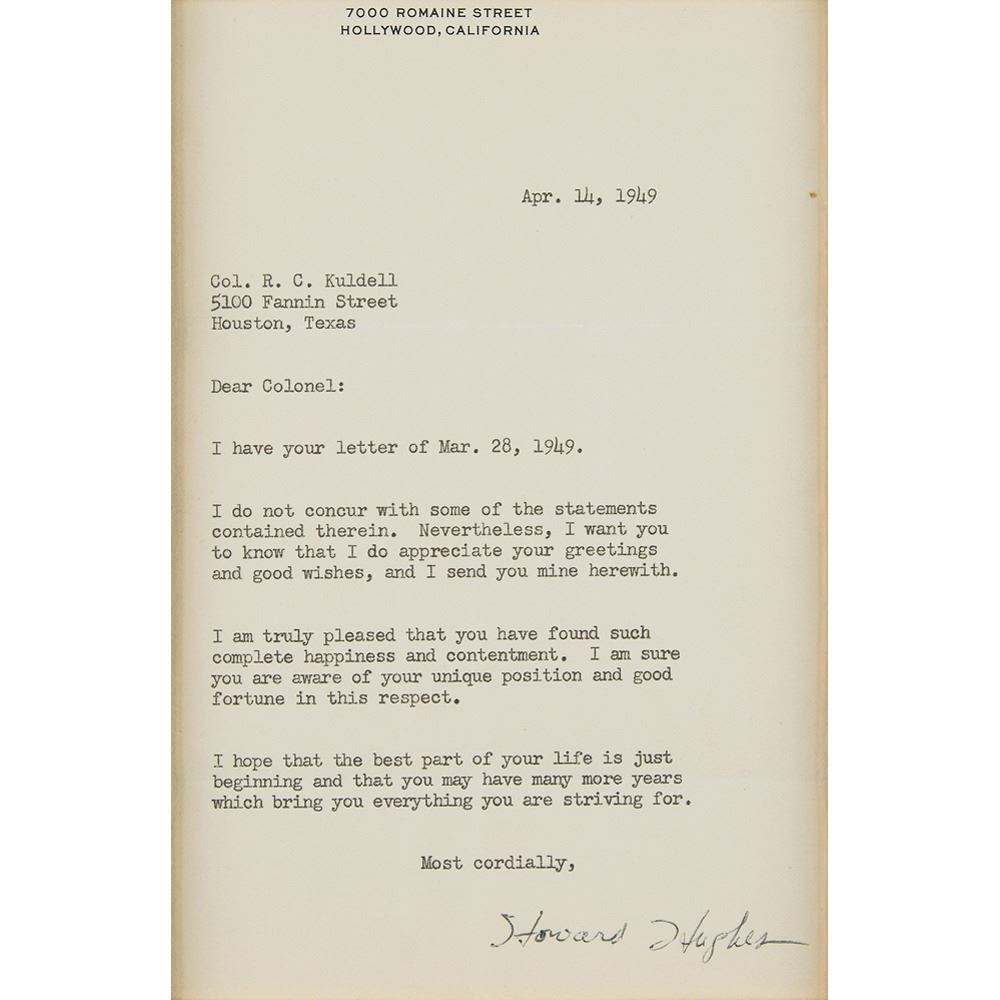 7000 ROMAINE STREET
HOLLYWOOD, CALIFORNIA
Apr. 14, 1949
Col. R. C. Kuldell
5100 Fannin Street
Houston, Texas
Dear Colonel:
I have your letter of Mar. 28, 1949.
I do not concur with some of the statements
contained therein. Nevertheless, I want you
to know that I do appreciate your greetings
and good wishes, and I send you mine herewith.
I am truly pleased that you have found such
complete happiness and contentment. I am sure
you are aware of your unique position and good
fortune in this respect.
I hope that the best part of your life is just
beginning and that you may have many more years
which bring you everything you are striving for.
Most cordially,
Howard Hughes